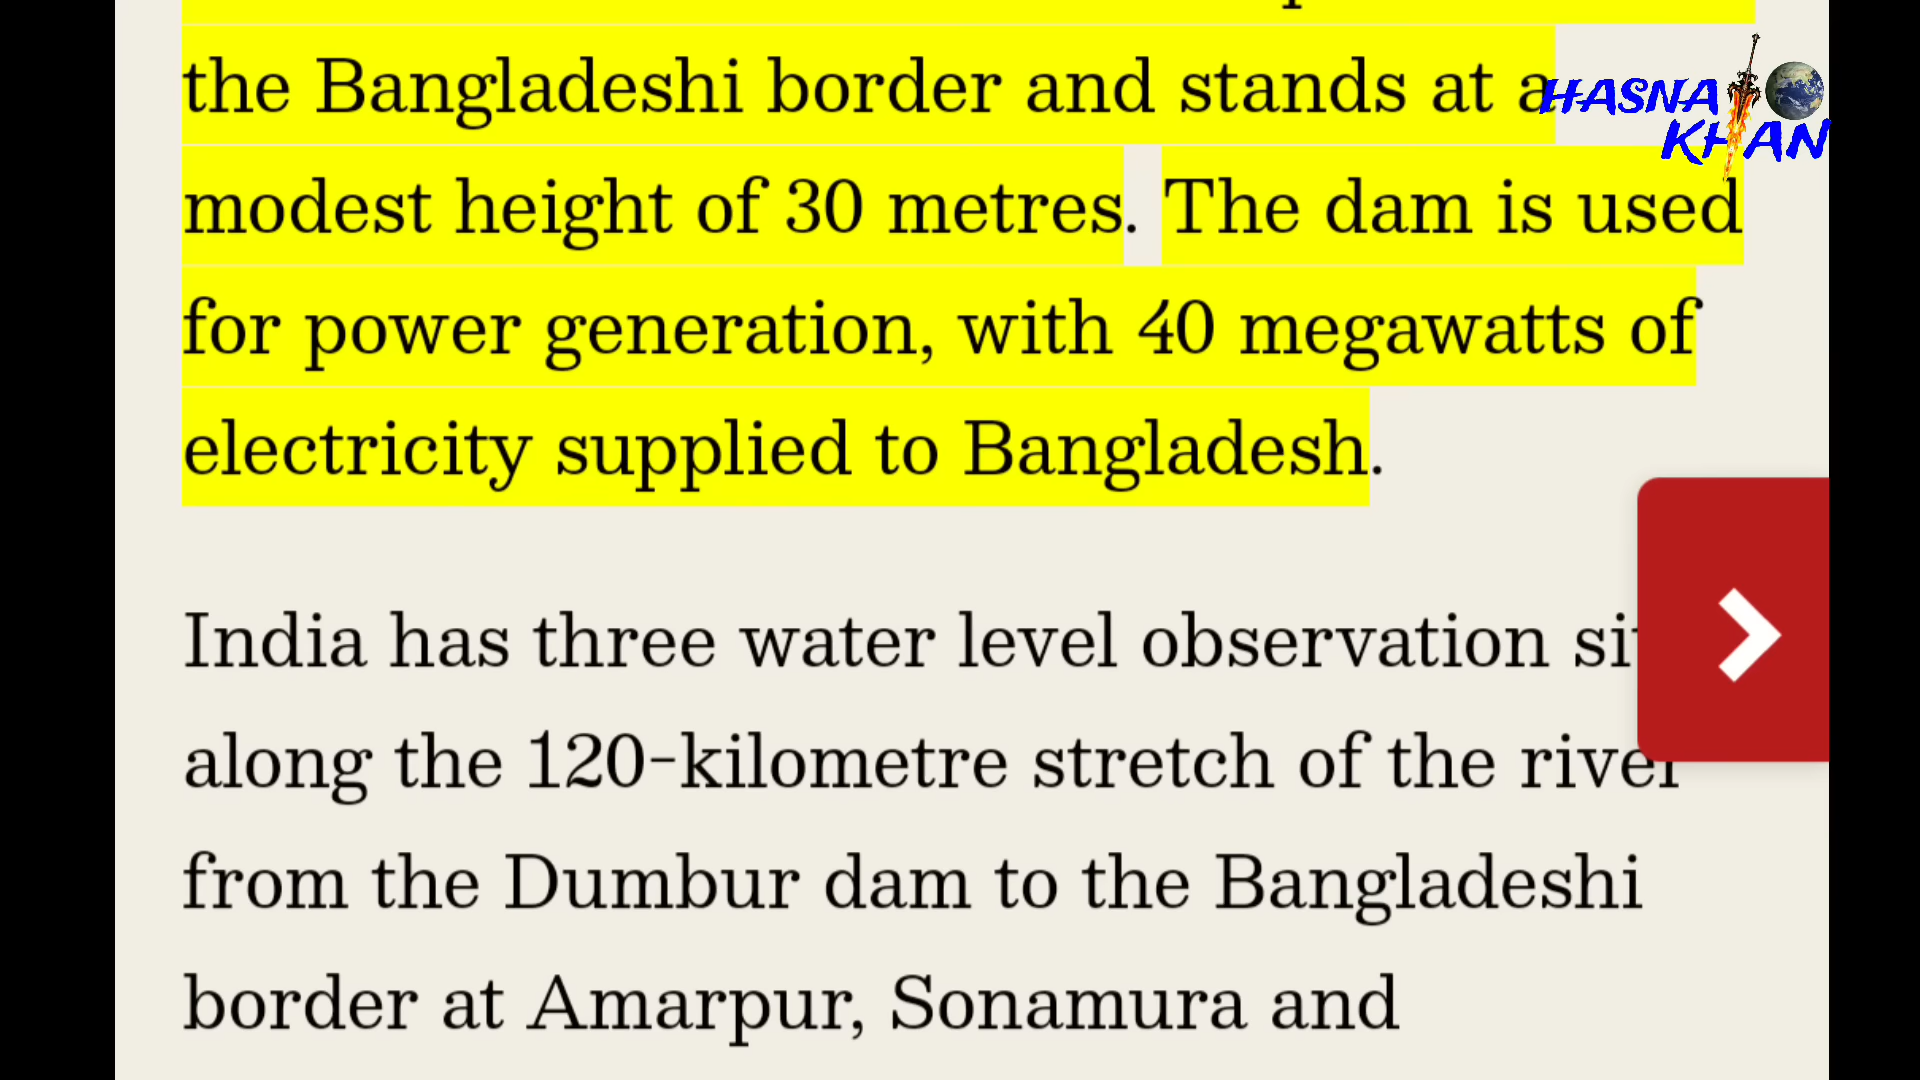 the Bangladeshi border and stands at a
modest height of 30 metres. The dam is used
for power generation, with 40 megawatts of
electricity supplied to Bangladesh.
India has three water level observation
along the 120-kilometre stretch of the river
from the Dumbur dam to the Bangladeshi
border at Amarpur, Sonamura and
HASNA
KHAN